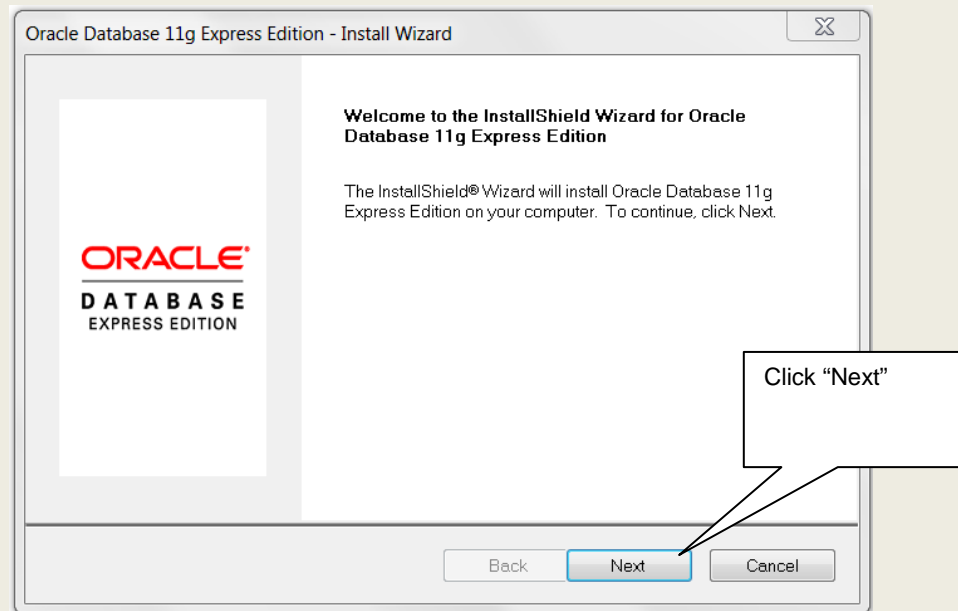 Oracle Database 11g Express Edition - Install Wizard
Welcome to the InstallShield Wizard for Oracle
Database 11g Express Edition
The InstallShield® Wizard will install Oracle Database 11g
Express Edition on your computer. To continue, click Next.
ORACLE®
DATABASE
EXPRESS EDITION
Click “Next”
Back
Next
Cancel